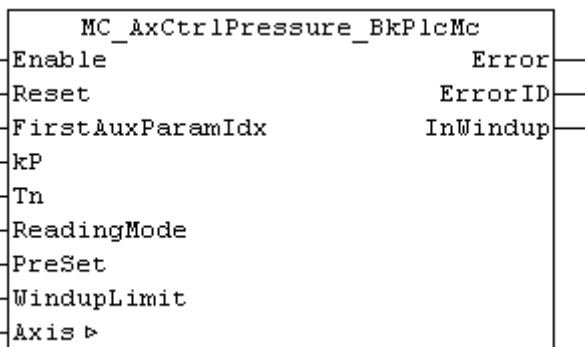 MC_AxCtrlPressure_BkPlcMc
Enable Error
Reset ErrorID
FirstAuxParamIdx InWindup
kP
Tn
ReadingMode
PreSet
WindupLimit
Axis ▷